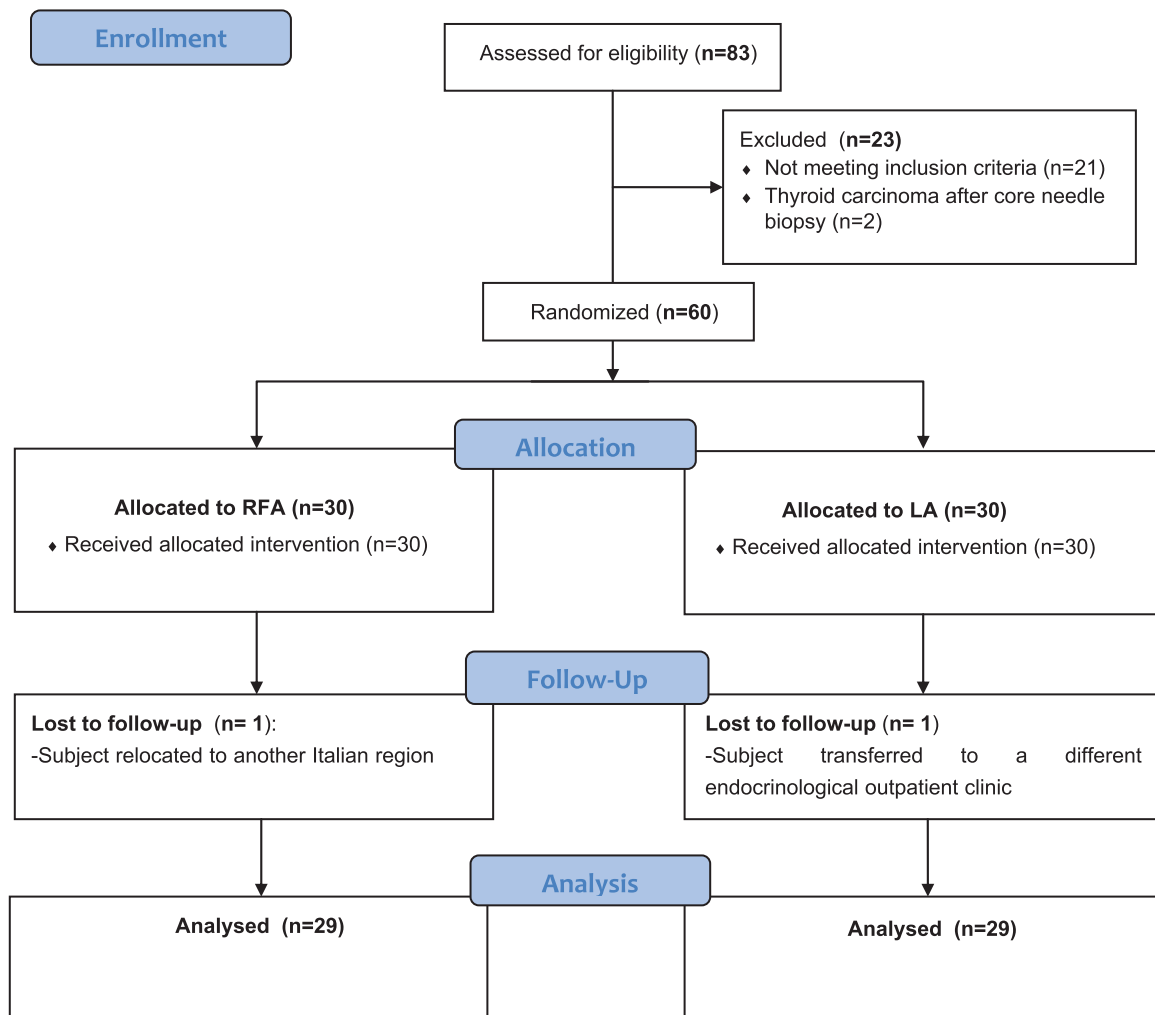 Enrollment
Assessed for eligibility (n=83)
Excluded (n=23)
♦ Not meeting inclusion criteria (n=21)
♦ Thyroid carcinoma after core needle
biopsy (n=2)
Randomized (n=60)
Allocation
Allocated to RFA (n=30)
♦ Received allocated intervention (n=30)
Allocated to LA (n=30)
♦ Received allocated intervention (n=30)
Follow-Up
Lost to follow-up (n= 1):
-Subject relocated to another Italian region
Lost to follow-up (n= 1)
-Subject transferred to a different
endocrinological outpatient clinic
Analysis
Analysed (n=29)
Analysed (n=29)